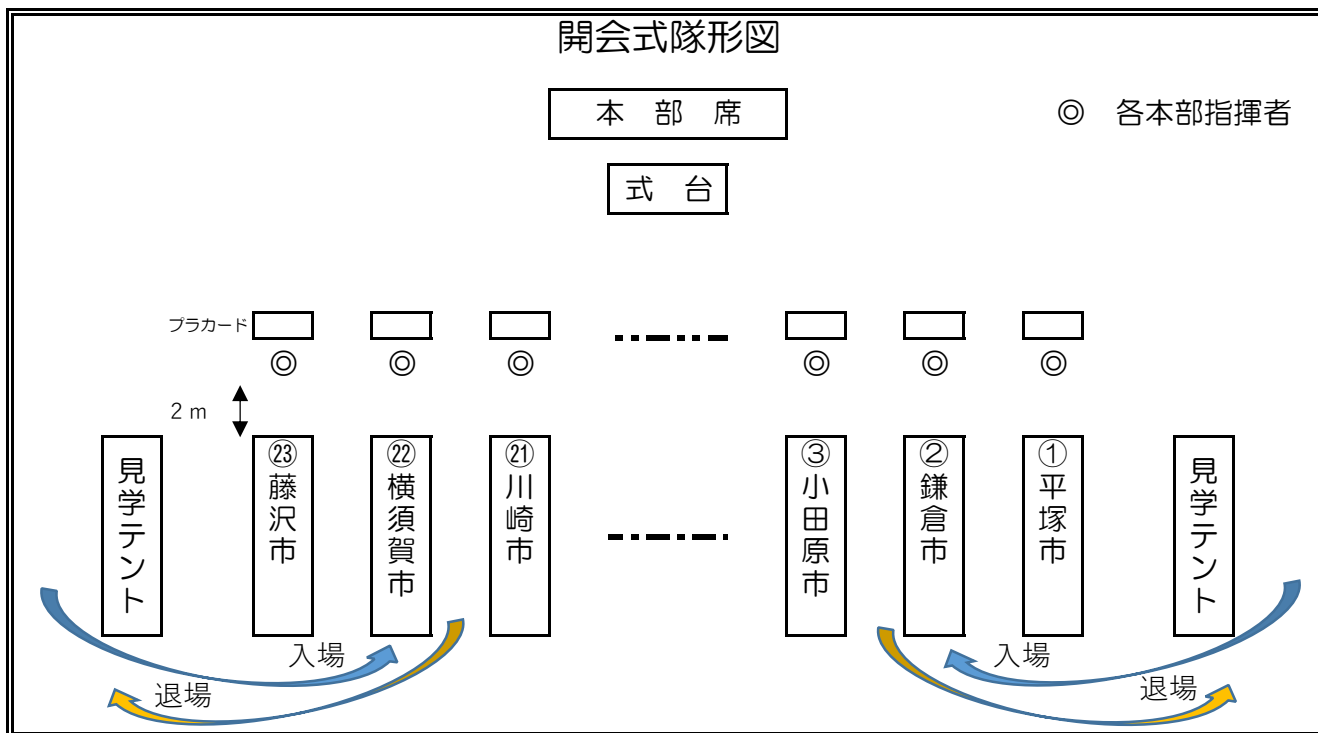 開会式隊形図
本部席
◎ 各本部指揮者
式台
プラカード
◎ ◎ ◎ ◎ ◎ ◎
2m
見学テント
㉓藤沢市
㉒横須賀市
㉑川崎市
③小田原市
②鎌倉市
①平塚市
見学テント
入場
入場
退場
退場